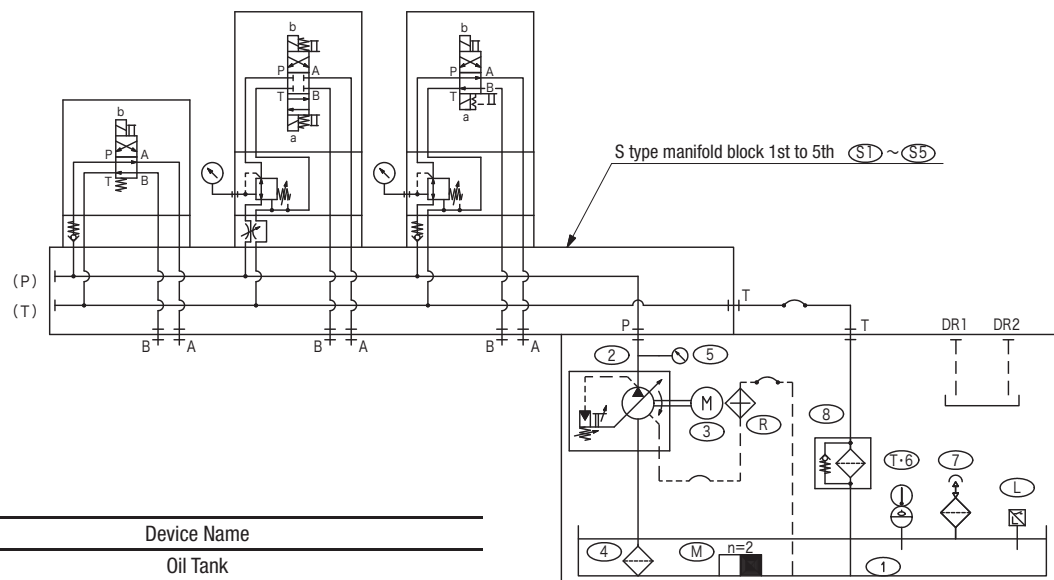 b
b
b
P A
T B
a
P A
T B
a
P A
T B
S type manifold block 1st to 5th S1 ~ S5
(P)
(T)
T
B A
B A
B A
P
T
DR1 DR2
2
5
M
3
R
8
T·6
7
L
4
M
n=2
1
Device Name
Oil Tank